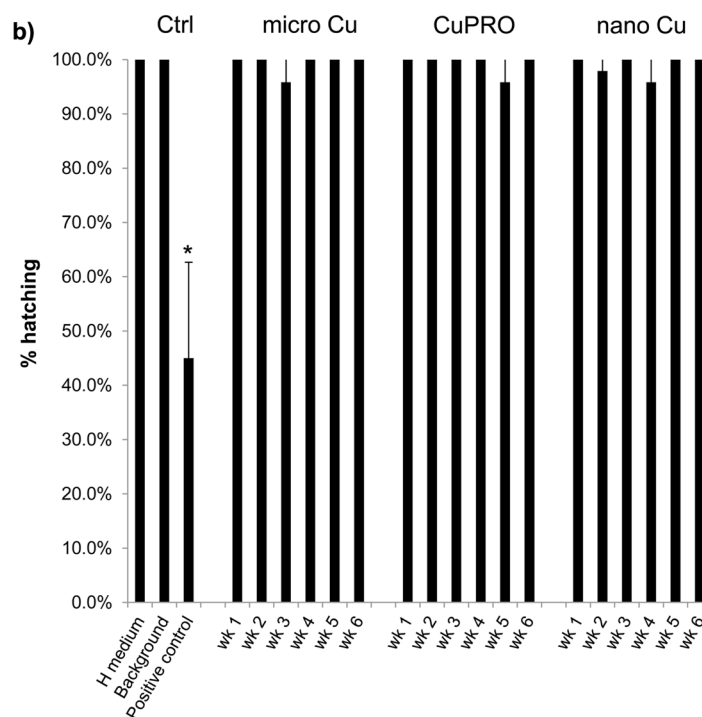 b)
Ctrl micro Cu CuPRO nano Cu
% hatching
100.0%
90.0%
80.0%
70.0%
60.0%
50.0%
40.0%
30.0%
20.0%
10.0%
0.0%
*
H medium
Background
Positive control
wk 1
wk 2
wk 3
wk 4
wk 5
wk 6
wk 1
wk 2
wk 3
wk 4
wk 5
wk 6
wk 1
wk 2
wk 3
wk 4
wk 5
wk 6